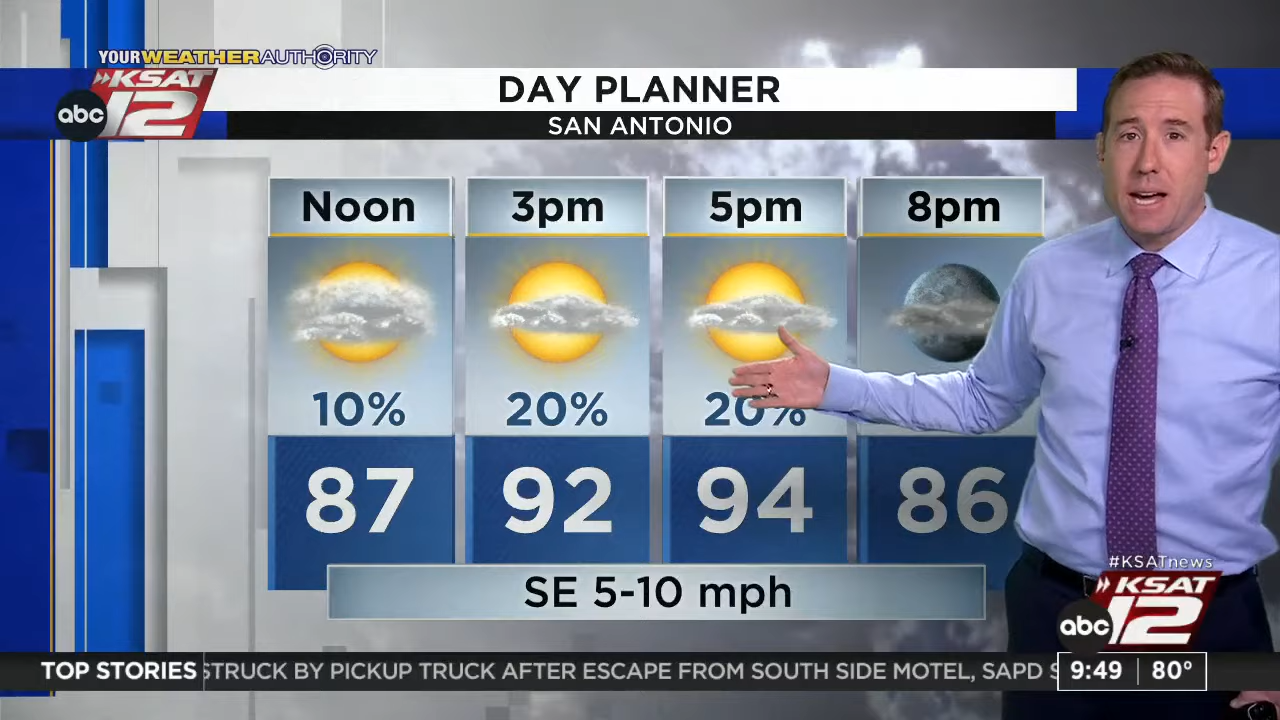 YOURWEATHERAUTHORITY
KSAT
abc 12
DAY PLANNER
SAN ANTONIO
Noon 3pm 5pm 8pm
10% 20% 20%
87 92 94 86
SE 5-10 mph
#KSATnews
KSAT
abc 12
TOP STORIES STRUCK BY PICKUP TRUCK AFTER ESCAPE FROM SOUTH SIDE MOTEL, SAPD S 9:49 80°